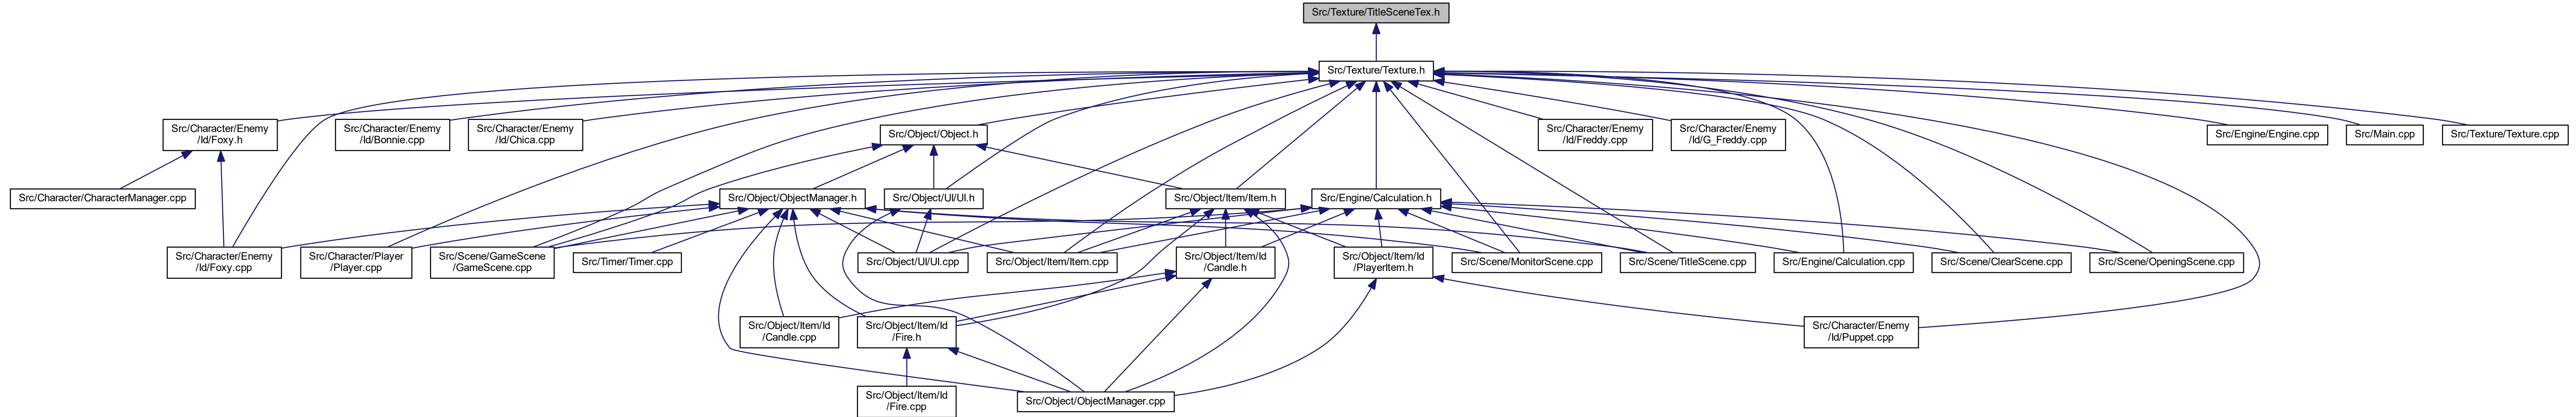 Src/Texture/TitleSceneTex.h
Src/Texture/Texture.h
Src/Character/Enemy
/Id/Foxy.h
Src/Character/Enemy
/Id/Bonnie.cpp
Src/Character/Enemy
/Id/Chica.cpp
Src/Object/Object.h
Src/Character/Enemy
/Id/Freddy.cpp
Src/Character/Enemy
/Id/G_Freddy.cpp
Src/Engine/Engine.cpp
Src/Main.cpp
Src/Texture/Texture.cpp
Src/Character/CharacterManager.cpp
Src/Object/ObjectManager.h
Src/Object/UI/UI.h
Src/Object/Item/Item.h
Src/Engine/Calculation.h
Src/Character/Enemy
/Id/Foxy.cpp
Src/Character/Player
/Player.cpp
Src/Scene/GameScene
/GameScene.cpp
Src/Timer/Timer.cpp
Src/Object/UI/UI.cpp
Src/Object/Item/Item.cpp
Src/Object/Item/Id
/Candle.h
Src/Object/Item/Id
/PlayerItem.h
Src/Scene/MonitorScene.cpp
Src/Scene/TitleScene.cpp
Src/Engine/Calculation.cpp
Src/Scene/ClearScene.cpp
Src/Scene/OpeningScene.cpp
Src/Object/Item/Id
/Candle.cpp
Src/Object/Item/Id
/Fire.h
Src/Character/Enemy
/Id/Puppet.cpp
Src/Object/Item/Id
/Fire.cpp
Src/Object/ObjectManager.cpp